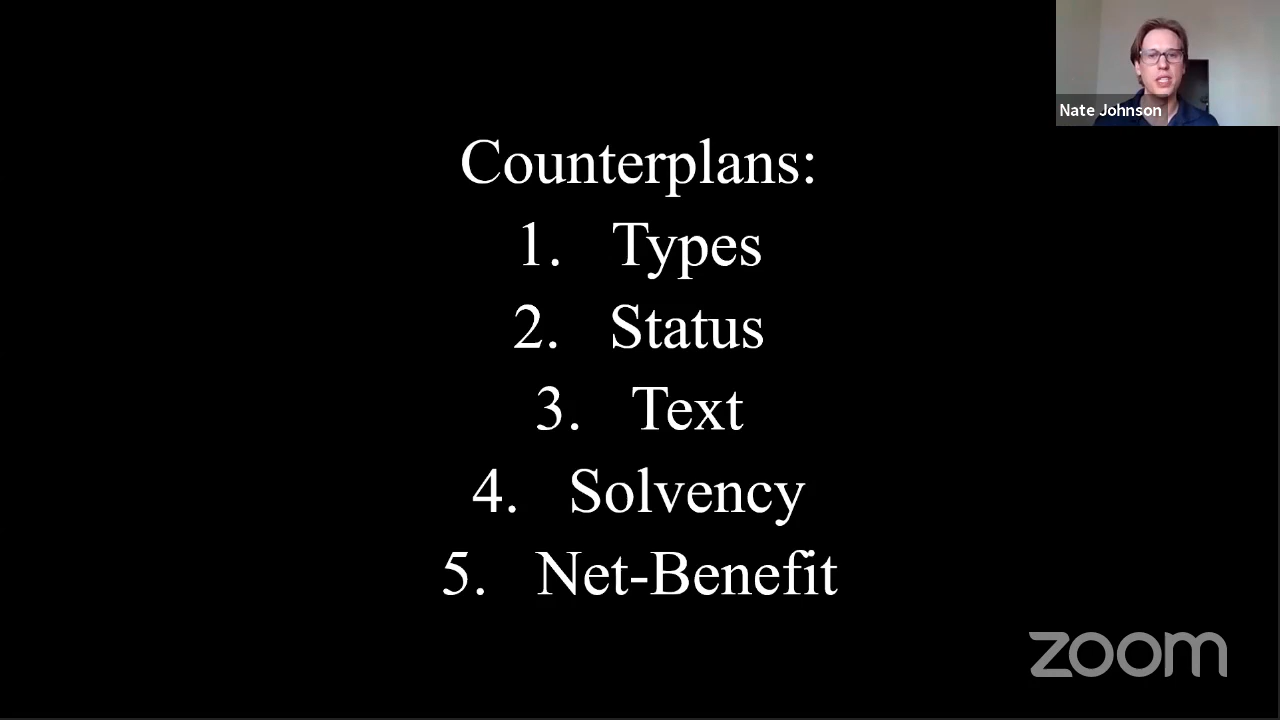 Nate Johnson
Counterplans:
1. Types
2. Status
3. Text
4. Solvency
5. Net-Benefit
zoom